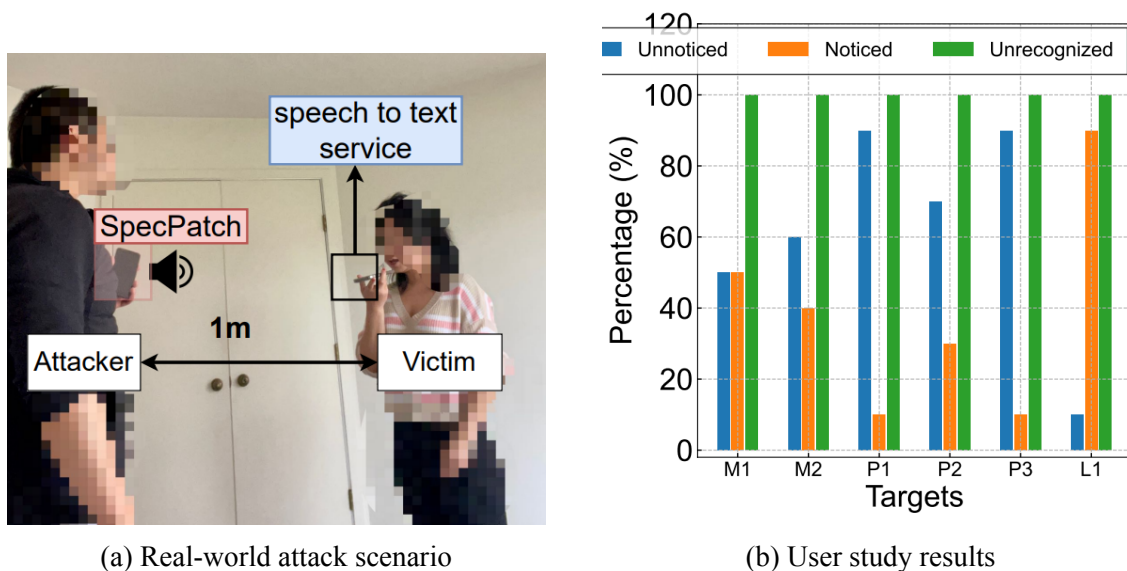 speech to text
service
SpecPatch
1m
Attacker
Victim
(a) Real-world attack scenario
120
Unnoticed Noticed Unrecognized
100
80
60
40
20
0
Percentage (%)
M1 M2 P1 P2 P3 L1
Targets
(b) User study results